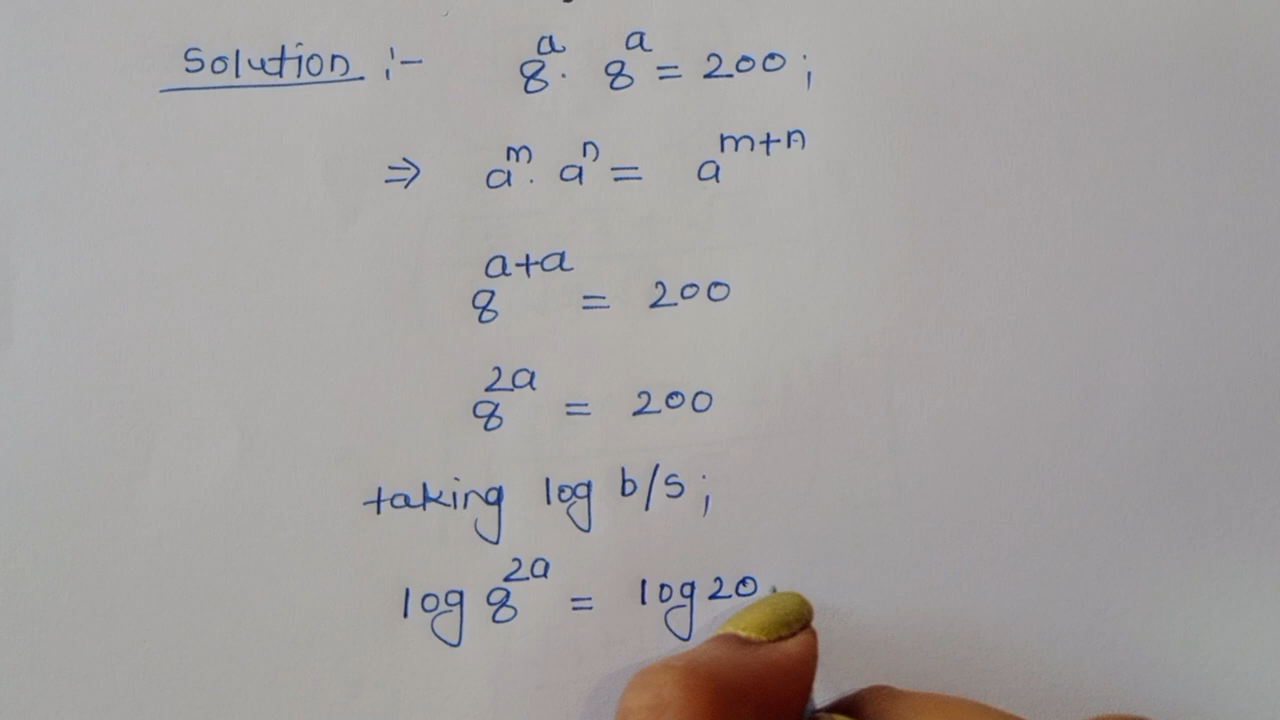 Solution :- 8^a . 8^a = 200 ;
⇒ a^m . a^n = a^(m+n)
8^(a+a) = 200
8^(2a) = 200
taking log b/s ;
log 8^(2a) = log 20